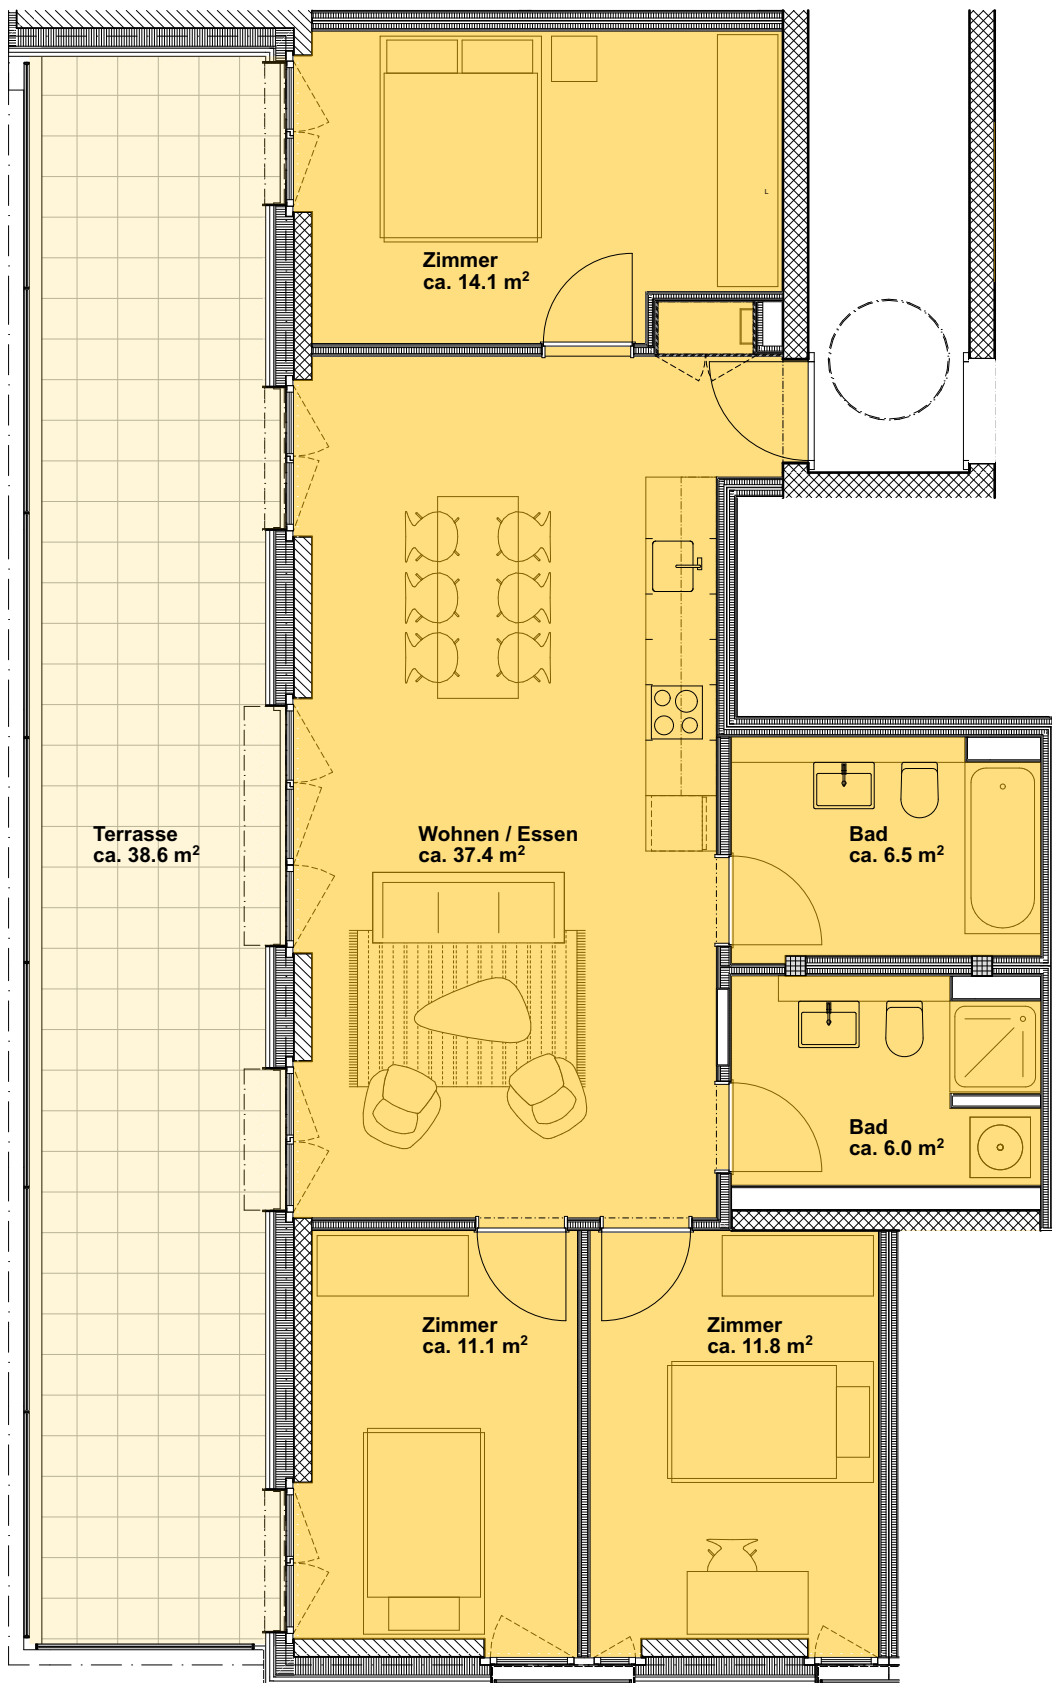 Zimmer
ca. 14.1 m²
Terrasse
ca. 38.6 m²
Wohnen / Essen
ca. 37.4 m²
Bad
ca. 6.5 m²
Bad
ca. 6.0 m²
Zimmer
ca. 11.1 m²
Zimmer
ca. 11.8 m²